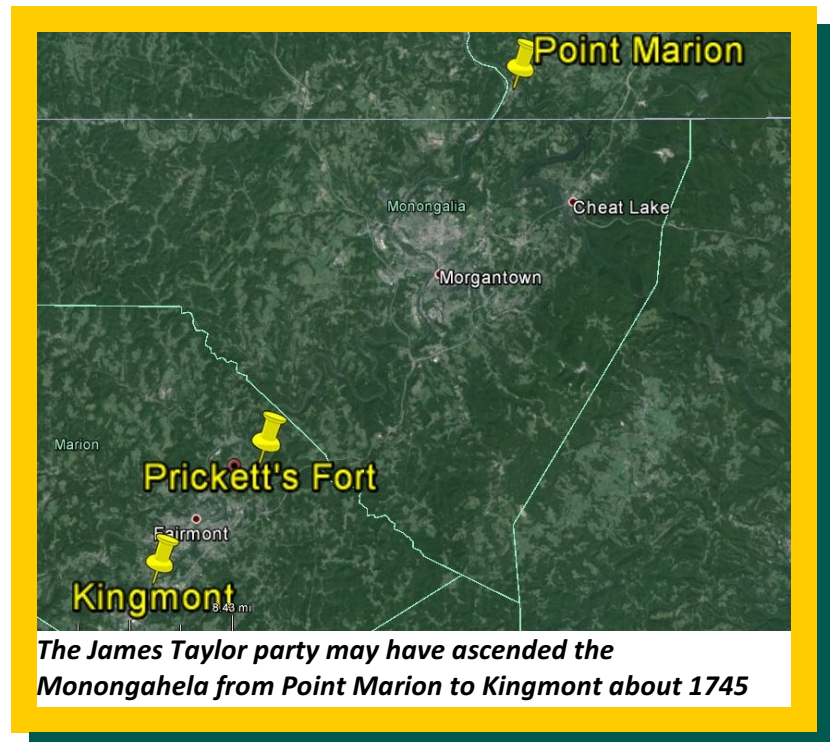 Point Marion
Monongalia
Cheat Lake
Morgantown
Marion
Prickett's Fort
Fairmont
Kingmont
8.43 mi
The James Taylor party may have ascended the
Monongahela from Point Marion to Kingmont about 1745